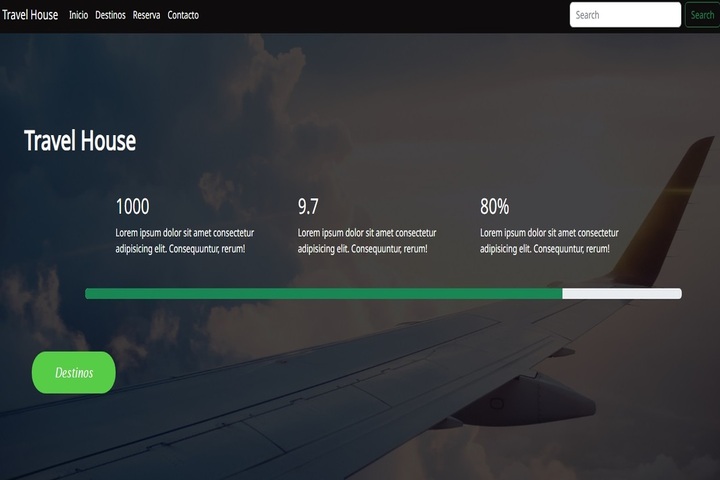 Travel House Inicio Destinos Reserva Contacto Search Search
Travel House
1000
Lorem ipsum dolor sit amet consectetur
adipisicing elit. Consequuntur, rerum!
9.7
Lorem ipsum dolor sit amet consectetur
adipisicing elit. Consequuntur, rerum!
80%
Lorem ipsum dolor sit amet consectetur
adipisicing elit. Consequuntur, rerum!
Destinos